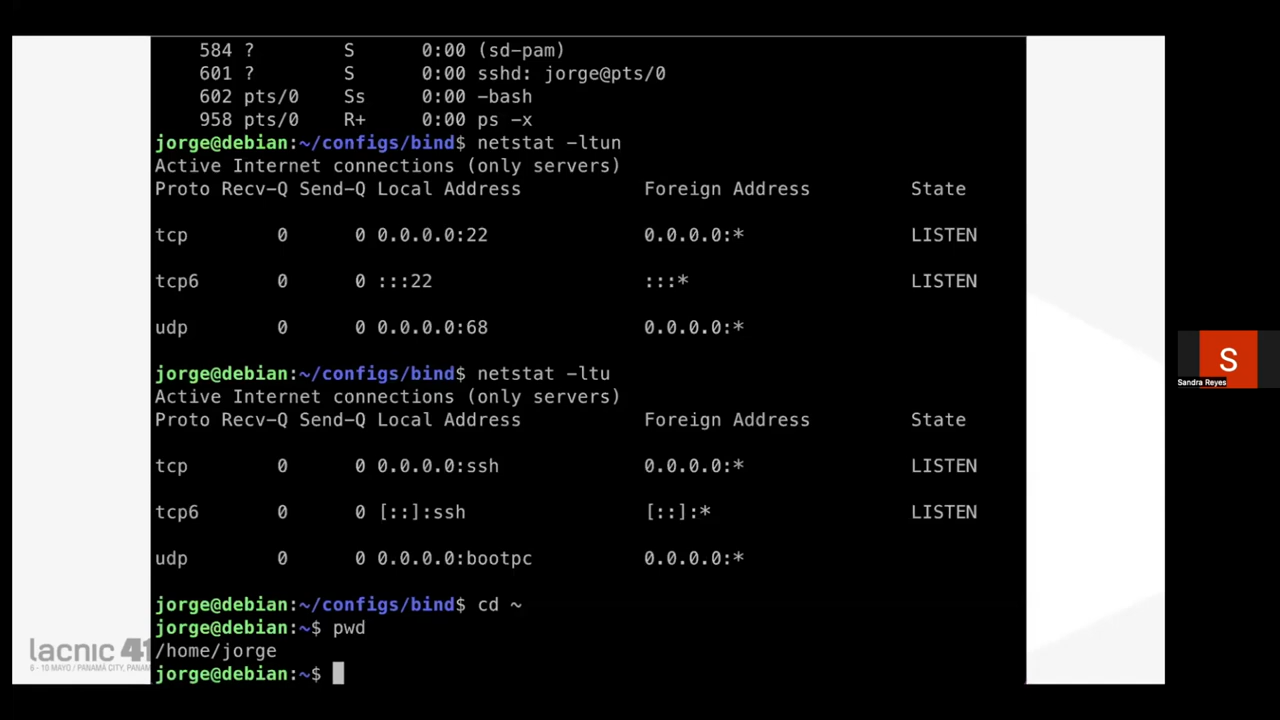 584 ?        S      0:00 (sd-pam)
601 ?        S      0:00 sshd: jorge@pts/0
602 pts/0    Ss     0:00 -bash
958 pts/0    R+     0:00 ps -x
jorge@debian:~/configs/bind$ netstat -ltun
Active Internet connections (only servers)
Proto Recv-Q Send-Q Local Address           Foreign Address         State
tcp        0      0 0.0.0.0:22              0.0.0.0:*               LISTEN
tcp6       0      0 :::22                   :::*                    LISTEN
udp        0      0 0.0.0.0:68              0.0.0.0:*
jorge@debian:~/configs/bind$ netstat -ltu
Active Internet connections (only servers)
Proto Recv-Q Send-Q Local Address           Foreign Address         State
tcp        0      0 0.0.0.0:ssh             0.0.0.0:*               LISTEN
tcp6       0      0 [::]:ssh                [::]:*                  LISTEN
udp        0      0 0.0.0.0:bootpc          0.0.0.0:*
jorge@debian:~/configs/bind$ cd ~
jorge@debian:~$ pwd
/home/jorge
jorge@debian:~$
lacnic 41
6 - 10 MAYO / PANAMÁ CITY, PANAM
S
Sandra Reyes